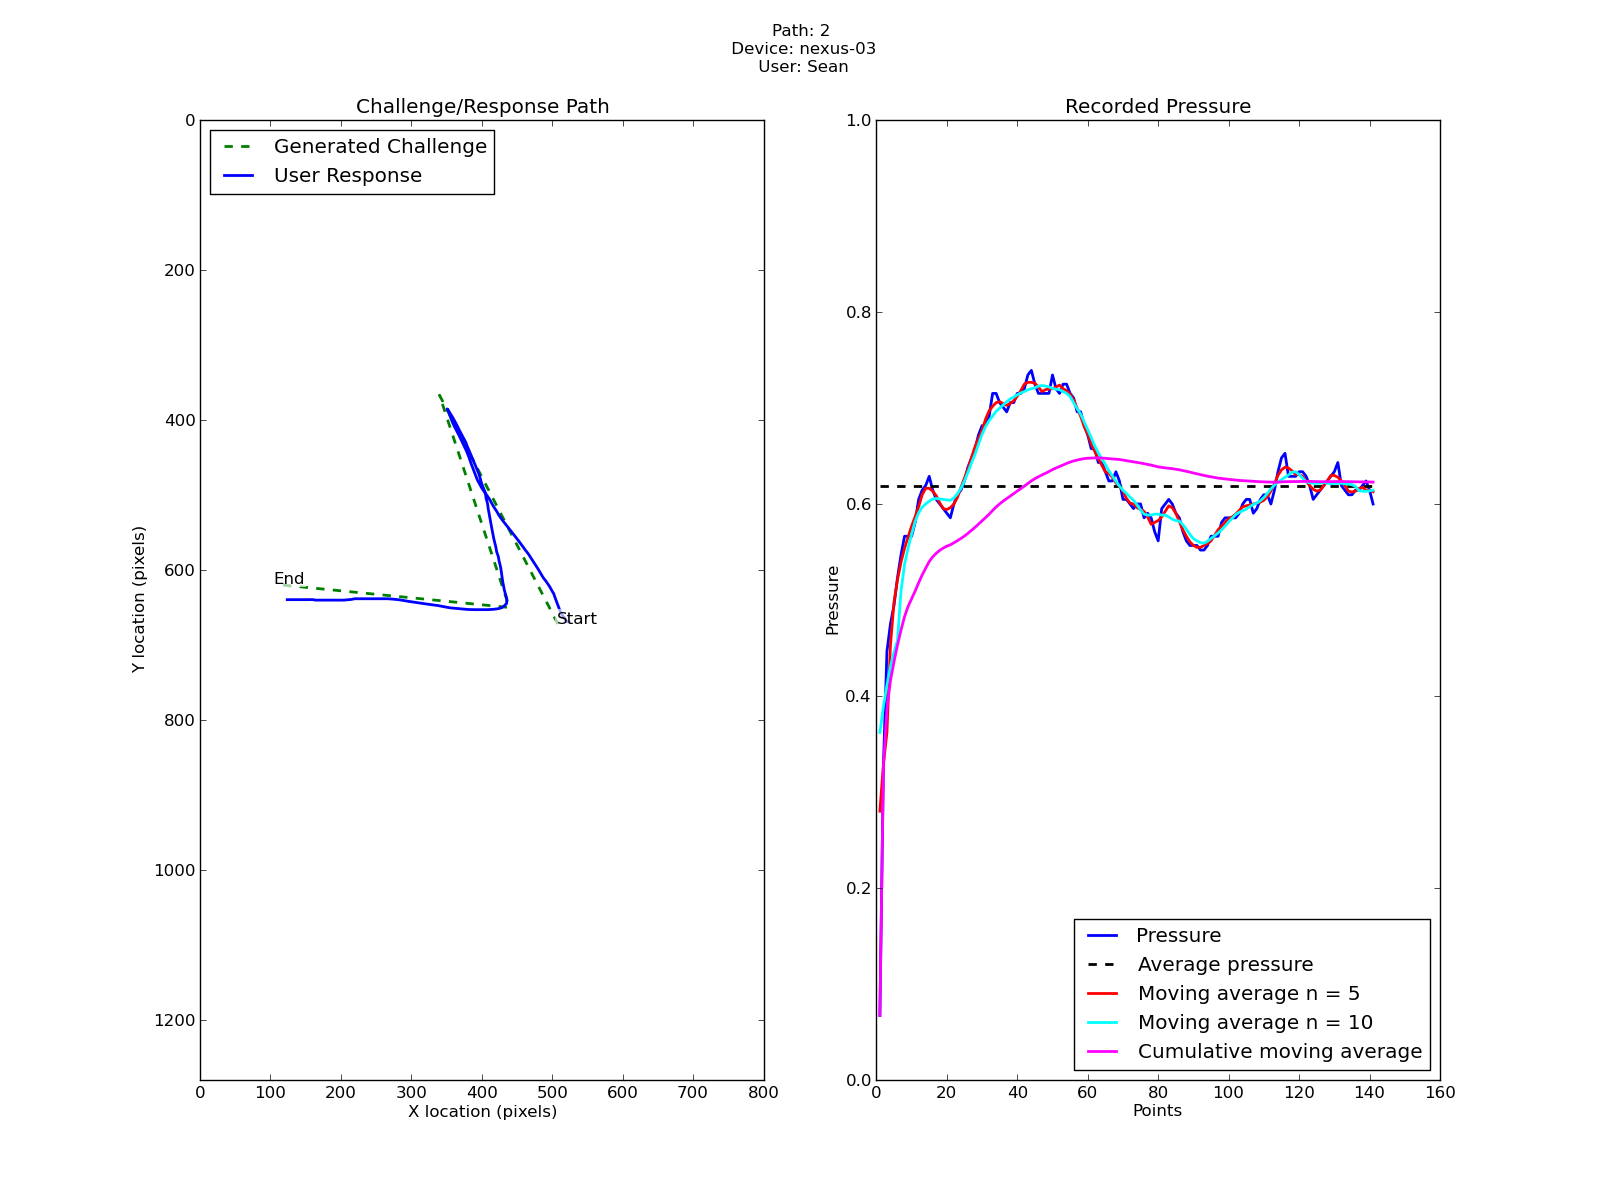 Path: 2
Device: nexus-03
User: Sean
Challenge/Response Path
Generated Challenge
User Response
0
200
400
600
800
1000
1200
Y location (pixels)
End
Start
0 100 200 300 400 500 600 700 800
X location (pixels)
Recorded Pressure
1.0
0.8
0.6
0.4
0.2
0.0
Pressure
Pressure
Average pressure
Moving average n = 5
Moving average n = 10
Cumulative moving average
0 20 40 60 80 100 120 140 160
Points